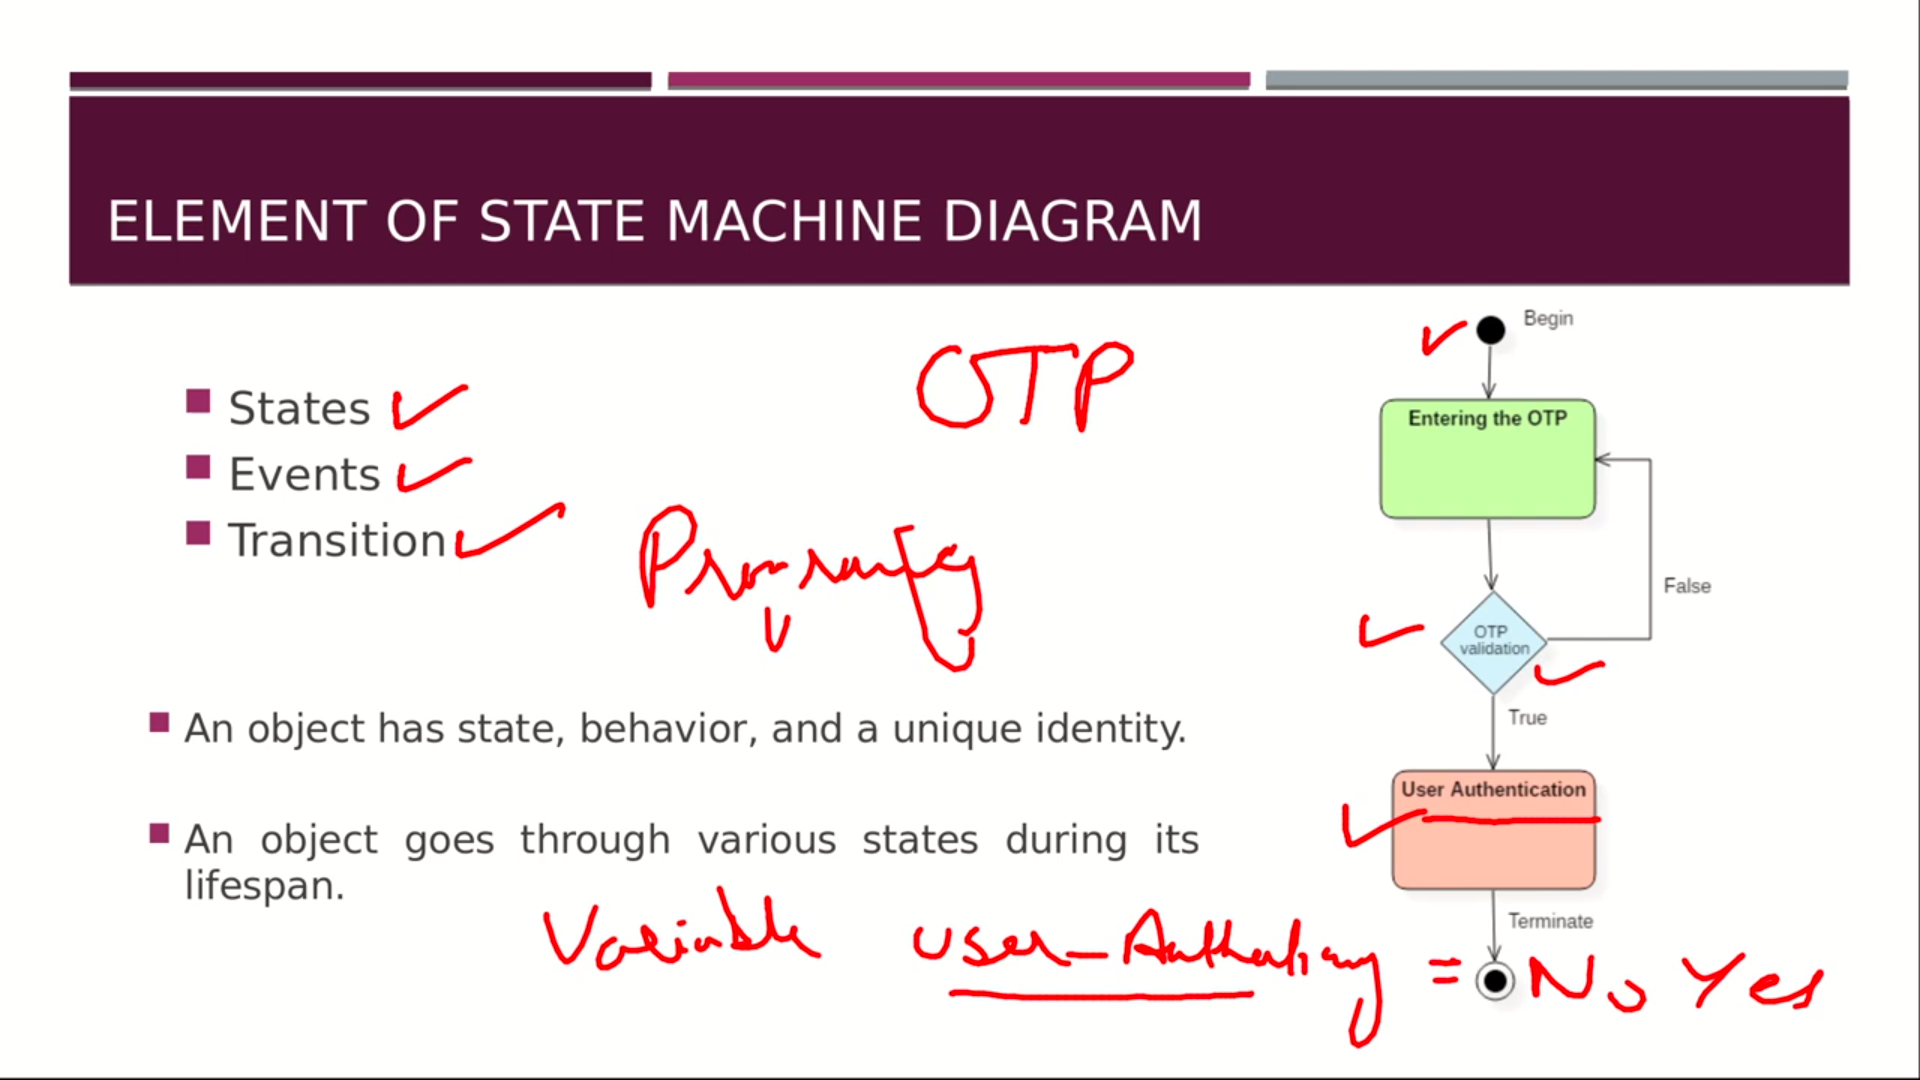 ELEMENT OF STATE MACHINE DIAGRAM
States
Events
Transition
OTP
An object has state, behavior, and a unique identity.
An object goes through various states during its
lifespan.
Variable
= No Yes
Begin
Entering the OTP
False
OTP
validation
True
User Authentication
Terminate